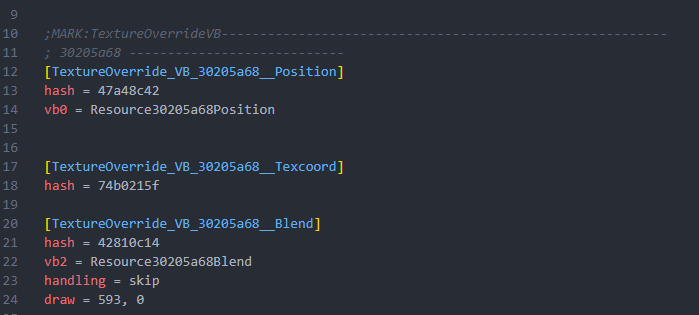 9
10 ;MARK:TextureOverrideVB----------------------------------------------------------
11 ; 30205a68 ----------------------------
12 [TextureOverride_VB_30205a68__Position]
13 hash = 47a48c42
14 vb0 = Resource30205a68Position
15
16
17 [TextureOverride_VB_30205a68__Texcoord]
18 hash = 74b0215f
19
20 [TextureOverride_VB_30205a68__Blend]
21 hash = 42810c14
22 vb2 = Resource30205a68Blend
23 handling = skip
24 draw = 593, 0